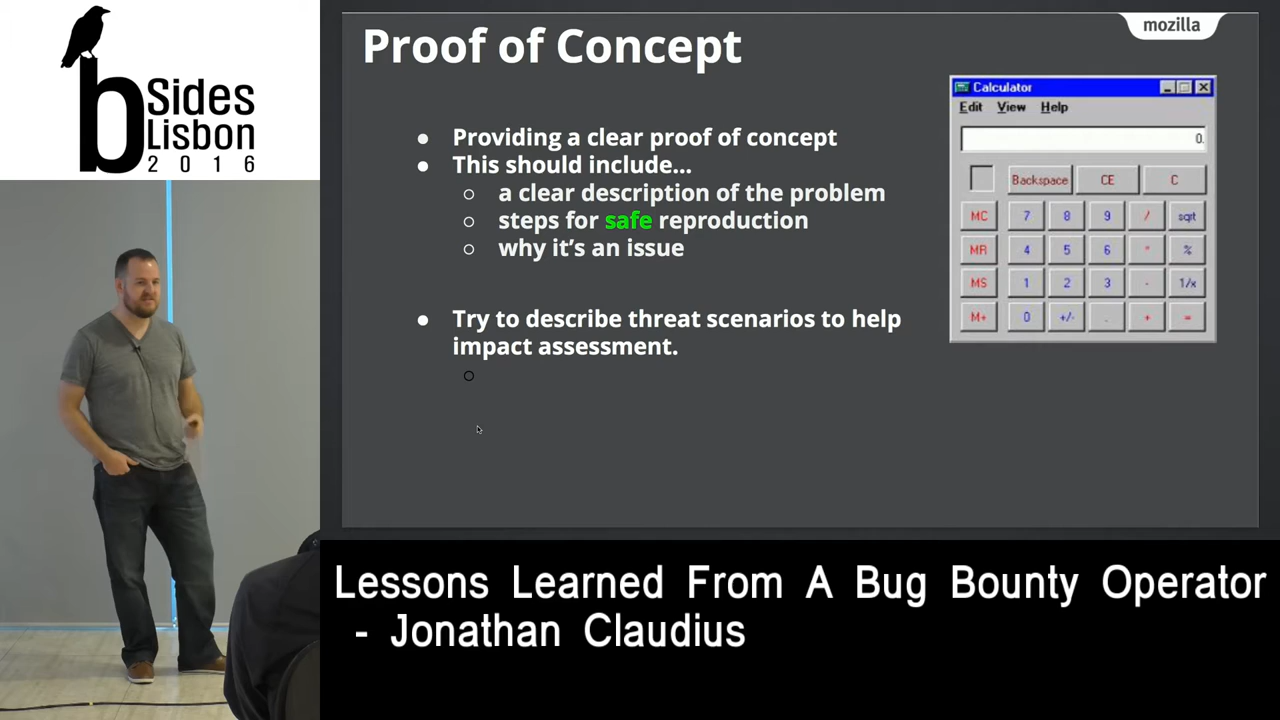 Sides
Lisbon
2016
mozilla
Proof of Concept
● Providing a clear proof of concept
● This should include...
○ a clear description of the problem
○ steps for safe reproduction
○ why it's an issue
● Try to describe threat scenarios to help
impact assessment.
○
Calculator
Edit View Help
0.
Backspace CE C
MC 7 8 9 / sqrt
MR 4 5 6 * %
MS 1 2 3 - 1/x
M+ 0 +/- . + =
Lessons Learned From A Bug Bounty Operator
- Jonathan Claudius